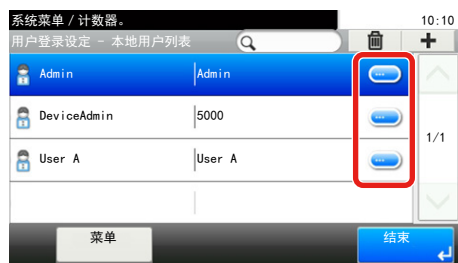 系统菜单 / 计数器。
10:10
用户登录设定 - 本地用户列表
Admin
Admin
DeviceAdmin
5000
1/1
User A
User A
菜单
结束